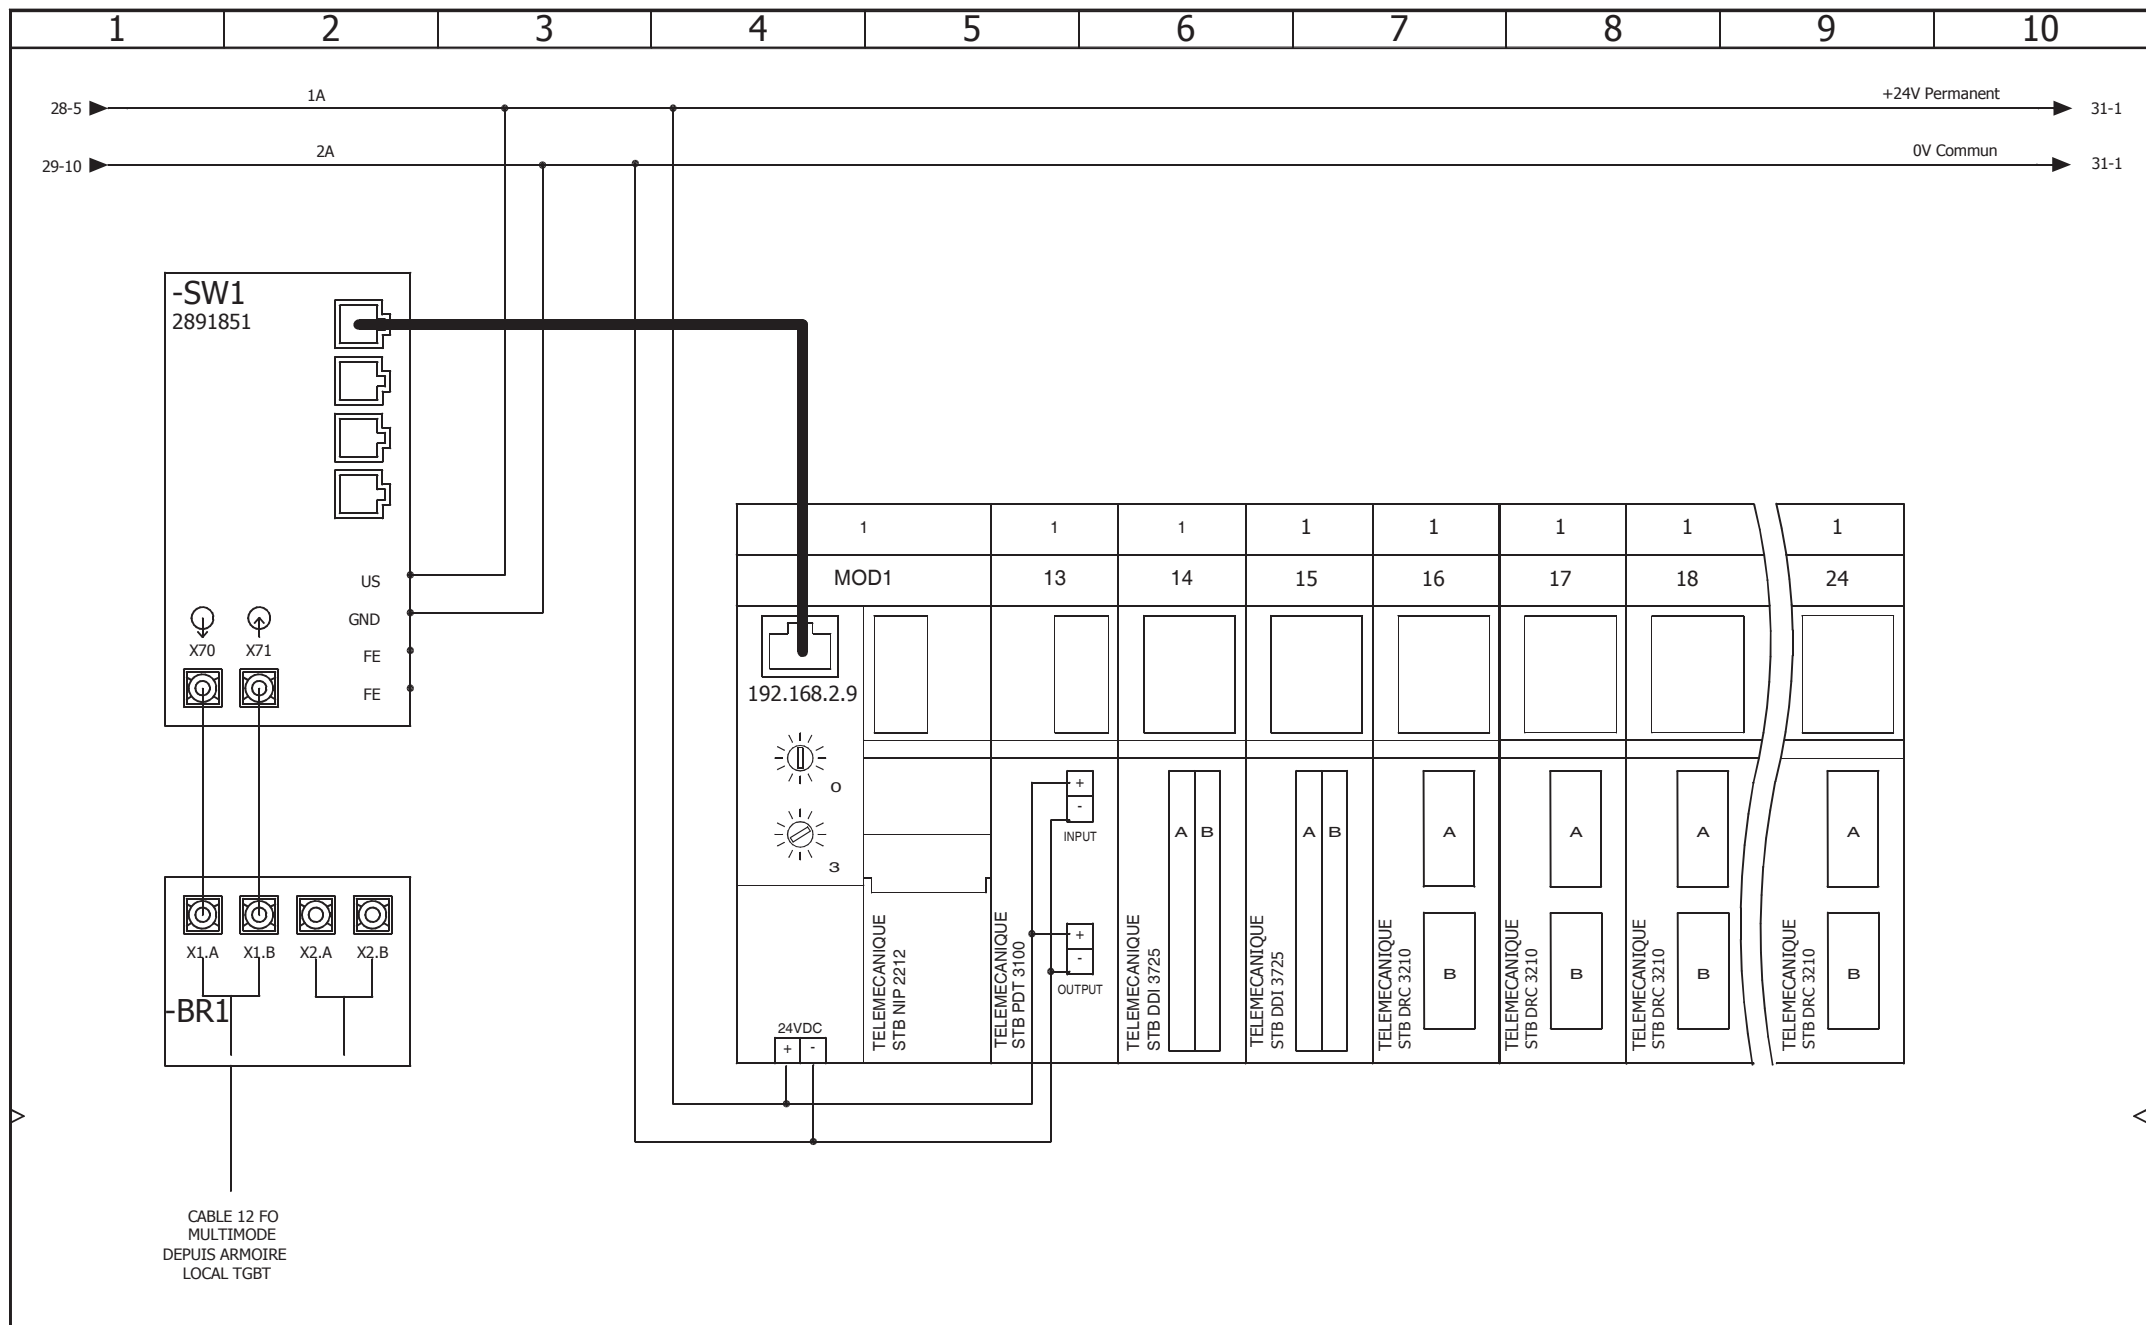 1 2 3 4 5 6 7 8 9 10
28-5 1A +24V Permanent 31-1
29-10 2A 0V Commun 31-1
-SW1
2891851
US
GND
FE
FE
X70 X71
X1.A X1.B X2.A X2.B
-BR1
CABLE 12 FO
MULTIMODE
DEPUIS ARMOIRE
LOCAL TGBT
1 1 1 1 1 1 1 1
MOD1 13 14 15 16 17 18 24
192.168.2.9
0
3
24VDC
+ -
TELEMECANIQUE
STB NIP 2212
+
-
INPUT
+
-
OUTPUT
TELEMECANIQUE
STB PDT 3100
A B
TELEMECANIQUE
STB DDI 3725
A B
TELEMECANIQUE
STB DDI 3725
A
B
TELEMECANIQUE
STB DRC 3210
A
B
TELEMECANIQUE
STB DRC 3210
A
B
TELEMECANIQUE
STB DRC 3210
A
B
TELEMECANIQUE
STB DRC 3210